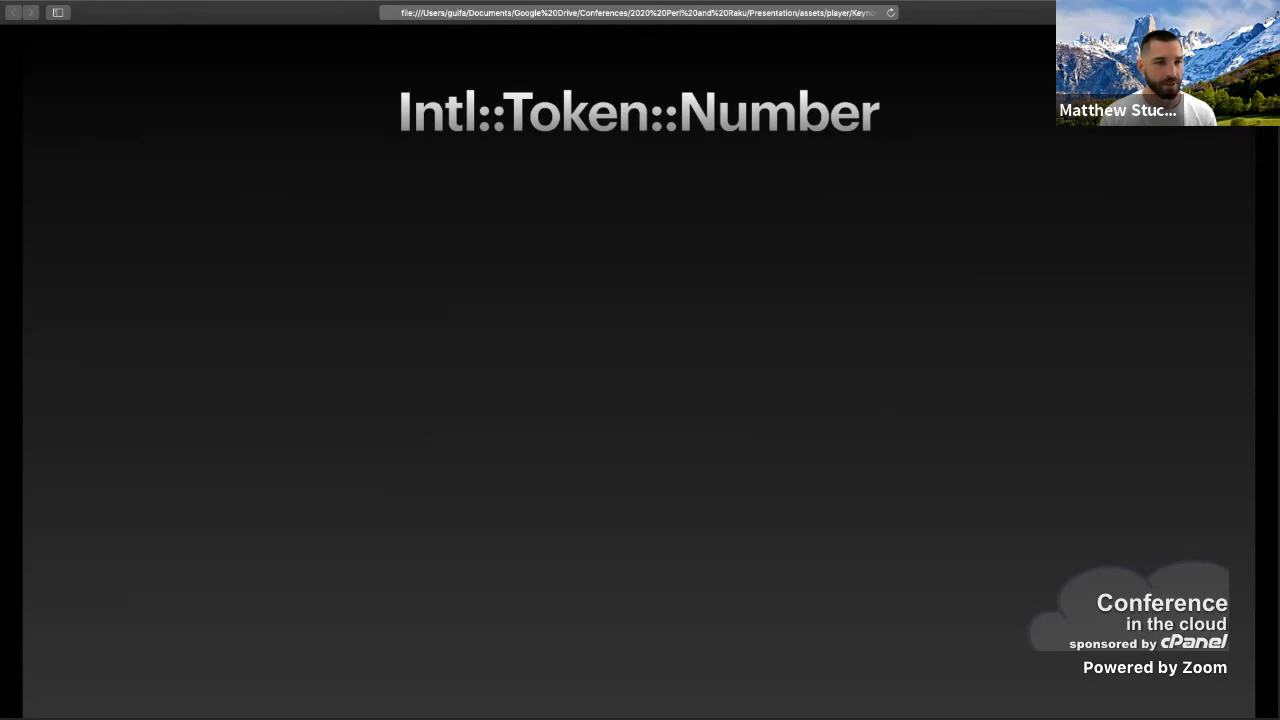 file:///Users/guifa/Documents/Google%20Drive/Conferences/2020%20Perl%20and%20Raku/Presentation/assets/player/Keyno
Intl::Token::Number
Matthew Stuc...
Conference
in the cloud
sponsored by cPanel
Powered by Zoom